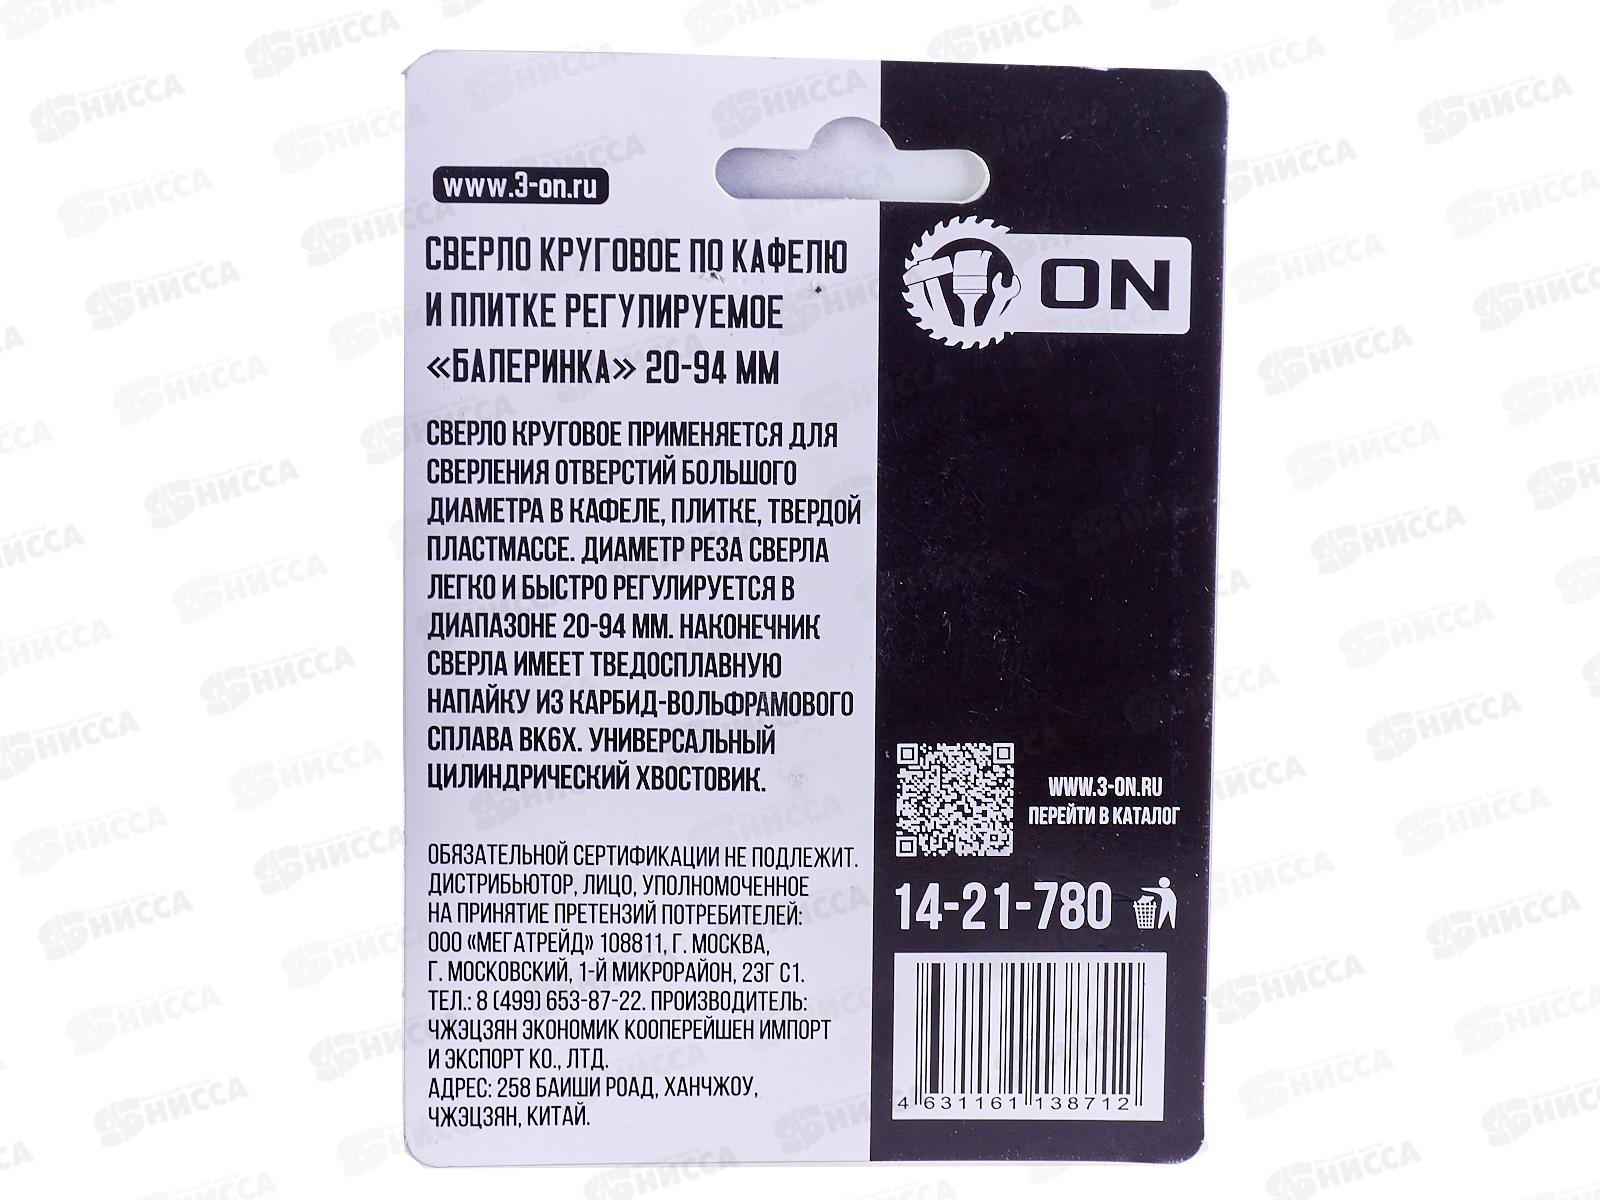 www.3-on.ru
СВЕРЛО КРУГОВОЕ ПО КАФЕЛЮ
И ПЛИТКЕ РЕГУЛИРУЕМОЕ
«БАЛЕРИНКА» 20-94 ММ
СВЕРЛО КРУГОВОЕ ПРИМЕНЯЕТСЯ ДЛЯ
СВЕРЛЕНИЯ ОТВЕРСТИЙ БОЛЬШОГО
ДИАМЕТРА В КАФЕЛЕ, ПЛИТКЕ, ТВЕРДОЙ
ПЛАСТМАССЕ. ДИАМЕТР РЕЗА СВЕРЛА
ЛЕГКО И БЫСТРО РЕГУЛИРУЕТСЯ В
ДИАПАЗОНЕ 20-94 ММ. НАКОНЕЧНИК
СВЕРЛА ИМЕЕТ ТВЕДОСПЛАВНУЮ
НАПАЙКУ ИЗ КАРБИД-ВОЛЬФРАМОВОГО
СПЛАВА ВК6Х. УНИВЕРСАЛЬНЫЙ
ЦИЛИНДРИЧЕСКИЙ ХВОСТОВИК.
ОБЯЗАТЕЛЬНОЙ СЕРТИФИКАЦИИ НЕ ПОДЛЕЖИТ.
ДИСТРИБЬЮТОР, ЛИЦО, УПОЛНОМОЧЕННОЕ
НА ПРИНЯТИЕ ПРЕТЕНЗИЙ ПОТРЕБИТЕЛЕЙ:
ООО «МЕГАТРЕЙД» 108811, Г. МОСКВА,
Г. МОСКОВСКИЙ, 1-Й МИКРОРАЙОН, 23Г С1.
ТЕЛ.: 8 (499) 653-87-22. ПРОИЗВОДИТЕЛЬ:
ЧЖЭЦЗЯН ЭКОНОМИК КООПЕРЕЙШЕН ИМПОРТ
И ЭКСПОРТ КО., ЛТД.
АДРЕС: 258 БАИШИ РОАД, ХАНЧЖОУ,
ЧЖЭЦЗЯН, КИТАЙ.
ON
WWW.3-ON.RU
ПЕРЕЙТИ В КАТАЛОГ
14-21-780
4 631161 138712
НИССА